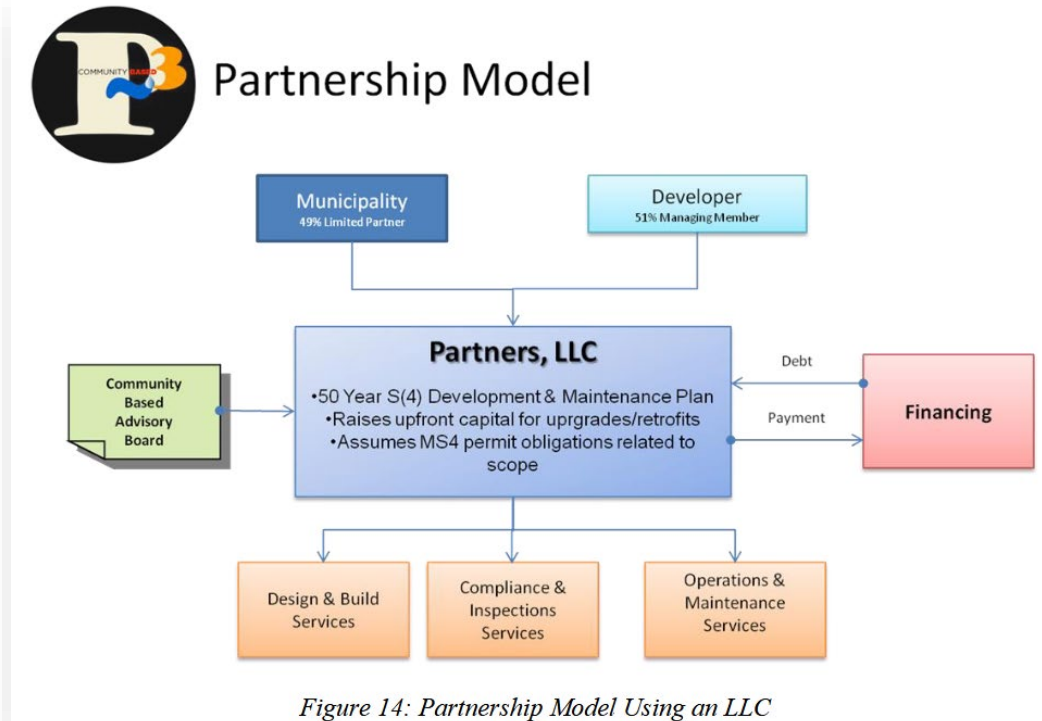 COMMUNITY BASED
P3
Partnership Model
Municipality
49% Limited Partner
Developer
51% Managing Member
Partners, LLC
•50 Year S(4) Development & Maintenance Plan
•Raises upfront capital for uprgrades/retrofits
•Assumes MS4 permit obligations related to
scope
Community
Based
Advisory
Board
Debt
Payment
Financing
Design & Build
Services
Compliance &
Inspections
Services
Operations &
Maintenance
Services
Figure 14: Partnership Model Using an LLC